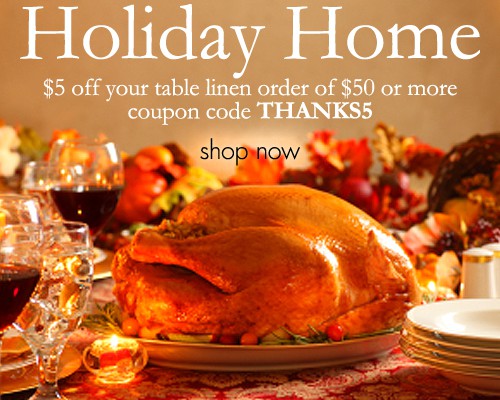 Holiday Home
$5 off your table linen order of $50 or more
coupon code THANKS5
shop now